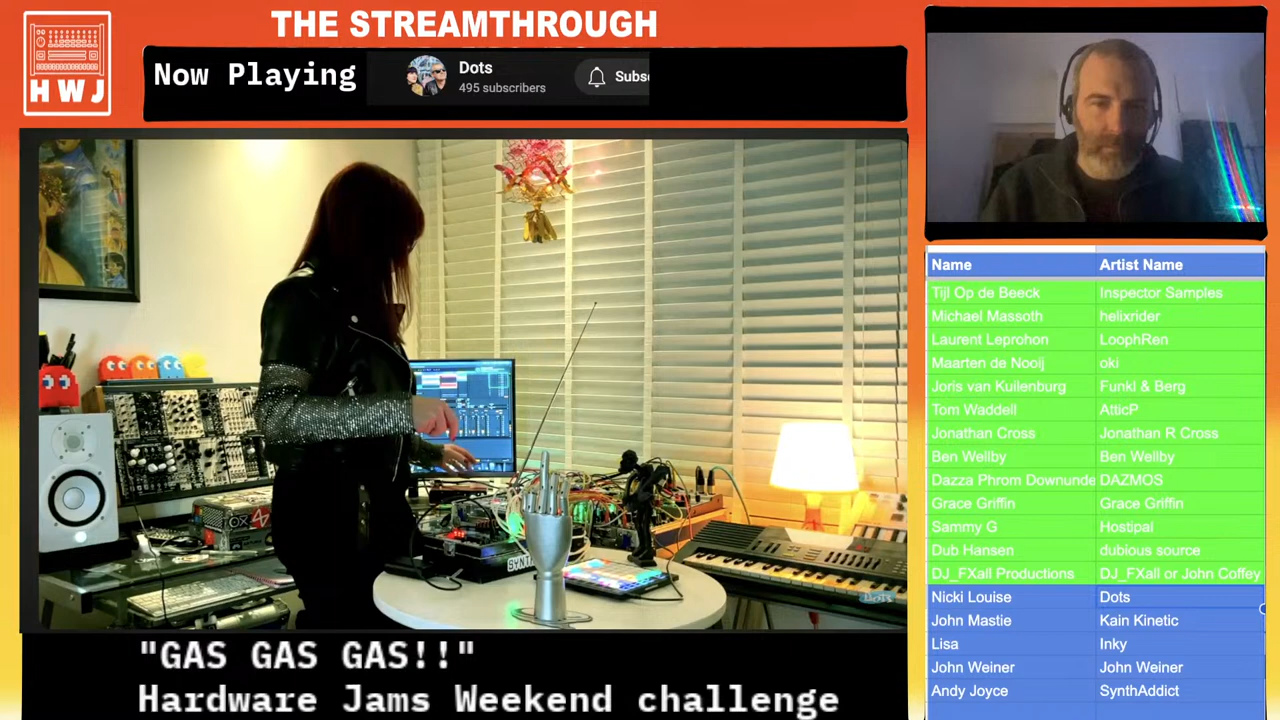 THE STREAMTHROUGH
HWJ
Now Playing
Dots
495 subscribers
Subs
"GAS GAS GAS!!"
Hardware Jams Weekend challenge
Name Artist Name
Tijl Op de Beeck Inspector Samples
Michael Massoth helixrider
Laurent Leprohon LoophRen
Maarten de Nooij oki
Joris van Kuilenburg Funkl & Berg
Tom Waddell AtticP
Jonathan Cross Jonathan R Cross
Ben Wellby Ben Wellby
Dazza Phrom Downunde DAZMOS
Grace Griffin Grace Griffin
Sammy G Hostipal
Dub Hansen dubious source
DJ_FXall Productions DJ_FXall or John Coffey
Nicki Louise Dots
John Mastie Kain Kinetic
Lisa Inky
John Weiner John Weiner
Andy Joyce SynthAddict